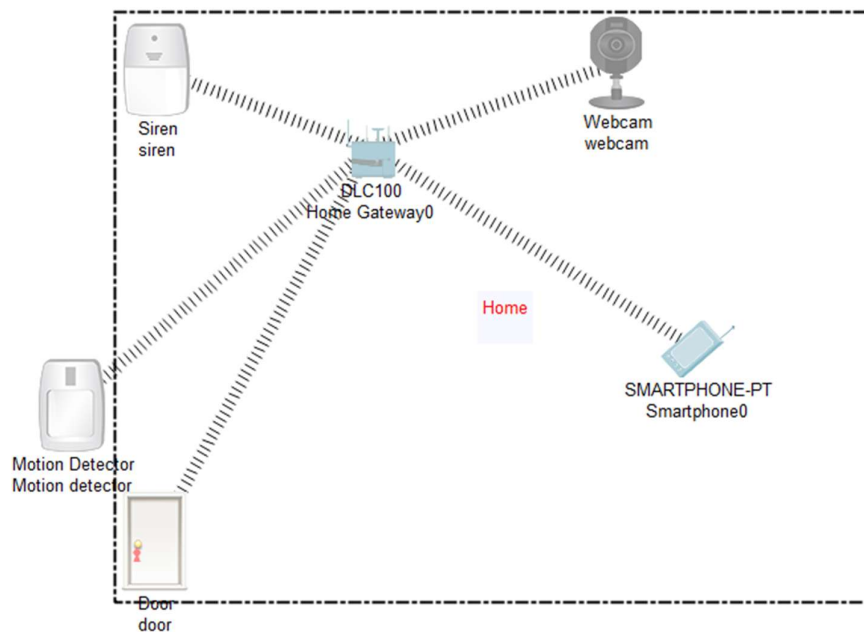 Siren
siren
Webcam
webcam
DLC100
Home Gateway0
Home
SMARTPHONE-PT
Smartphone0
Motion Detector
Motion detector
Door
door